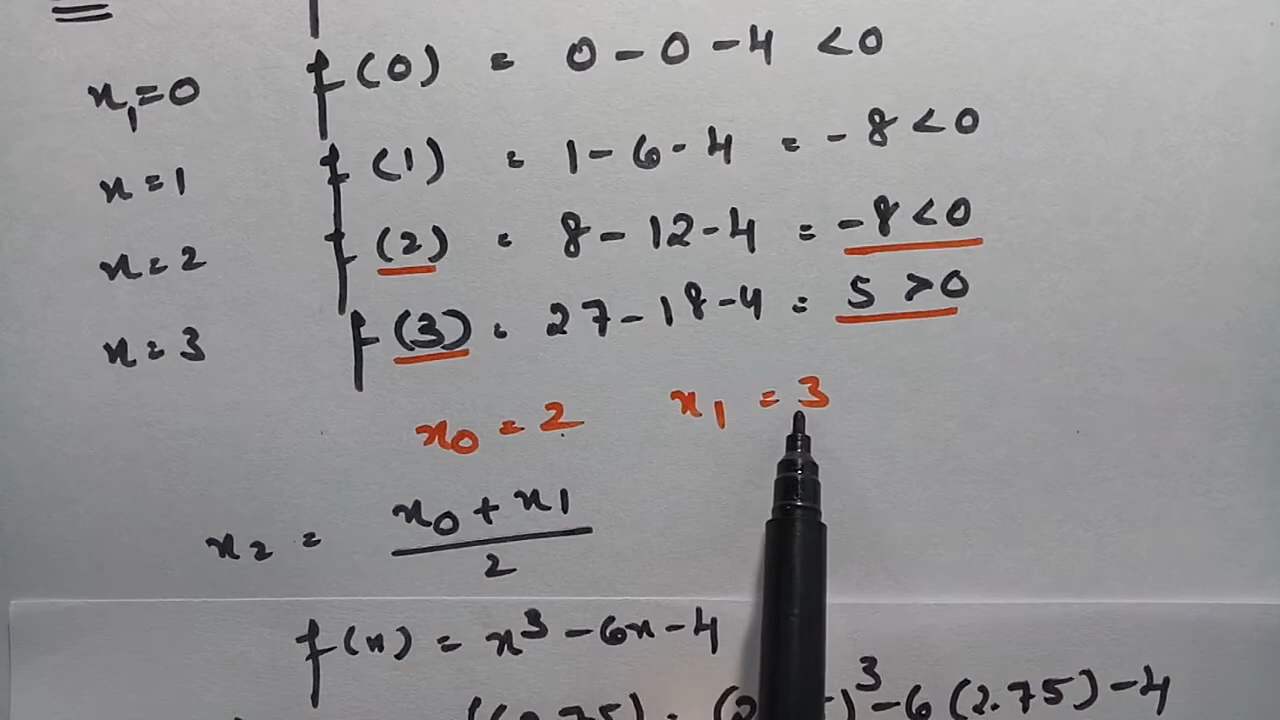 f(0) = 0 - 0 - 4 < 0
x₁ = 0
f(1) = 1 - 6 - 4 = - 8 < 0
x = 1
f(2) = 8 - 12 - 4 = - 8 < 0
x = 2
f(3) = 27 - 18 - 4 = 5 > 0
x = 3
x₀ = 2 x₁ = 3
x₂ = (x₀ + x₁)/2
f(x) = x³ - 6x - 4
³ - 6 (2.75) - 4